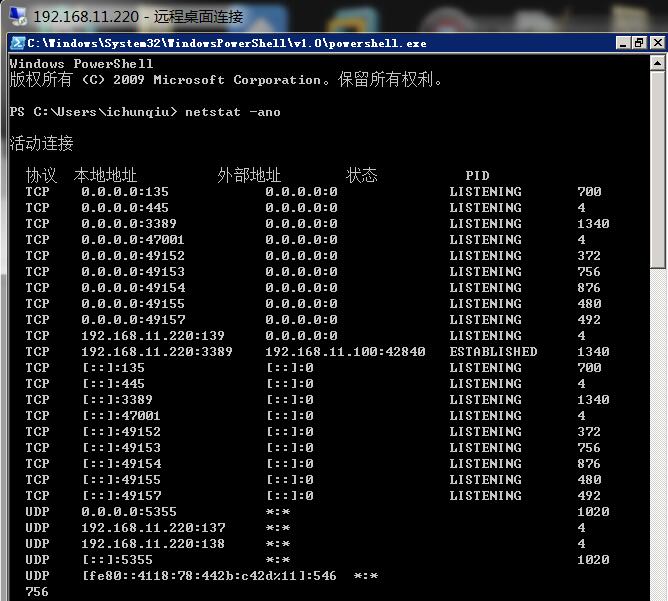 192.168.11.220 - 远程桌面连接
C:\Windows\System32\WindowsPowerShell\v1.0\powershell.exe
Windows PowerShell
版权所有 (C) 2009 Microsoft Corporation。保留所有权利。
PS C:\Users\ichunqiu> netstat -ano
活动连接
协议 本地地址 外部地址 状态 PID
TCP 0.0.0.0:135 0.0.0.0:0 LISTENING 700
TCP 0.0.0.0:445 0.0.0.0:0 LISTENING 4
TCP 0.0.0.0:3389 0.0.0.0:0 LISTENING 1340
TCP 0.0.0.0:47001 0.0.0.0:0 LISTENING 4
TCP 0.0.0.0:49152 0.0.0.0:0 LISTENING 372
TCP 0.0.0.0:49153 0.0.0.0:0 LISTENING 756
TCP 0.0.0.0:49154 0.0.0.0:0 LISTENING 876
TCP 0.0.0.0:49155 0.0.0.0:0 LISTENING 480
TCP 0.0.0.0:49157 0.0.0.0:0 LISTENING 492
TCP 192.168.11.220:139 0.0.0.0:0 LISTENING 4
TCP 192.168.11.220:3389 192.168.11.100:42840 ESTABLISHED 1340
TCP [::]:135 [::]:0 LISTENING 700
TCP [::]:445 [::]:0 LISTENING 4
TCP [::]:3389 [::]:0 LISTENING 1340
TCP [::]:47001 [::]:0 LISTENING 4
TCP [::]:49152 [::]:0 LISTENING 372
TCP [::]:49153 [::]:0 LISTENING 756
TCP [::]:49154 [::]:0 LISTENING 876
TCP [::]:49155 [::]:0 LISTENING 480
TCP [::]:49157 [::]:0 LISTENING 492
UDP 0.0.0.0:5355 *:* 1020
UDP 192.168.11.220:137 *:* 4
UDP 192.168.11.220:138 *:* 4
UDP [::]:5355 *:* 1020
UDP [fe80::4118:78:442b:c42d%11]:546 *:*
756